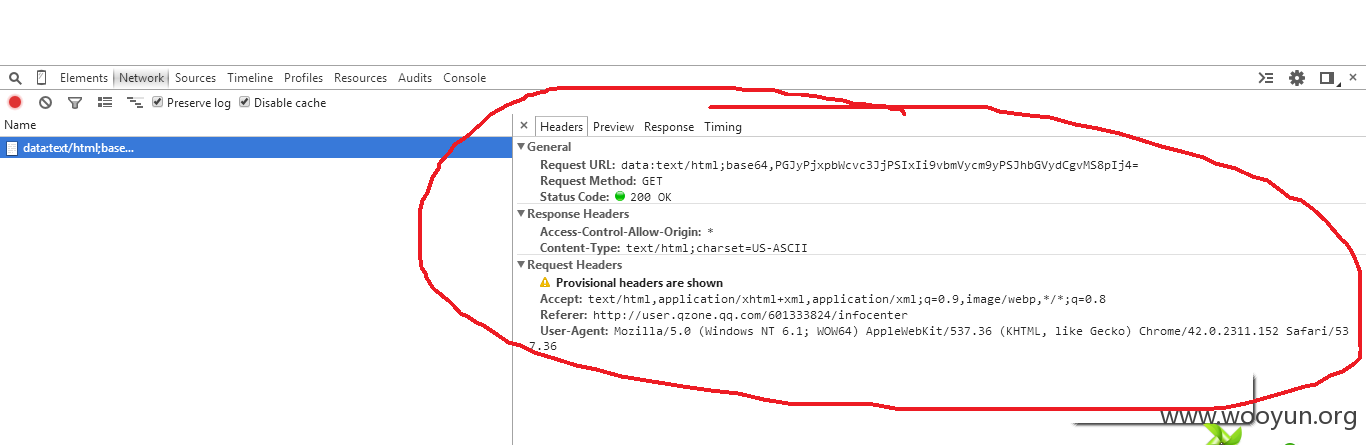 Elements Network Sources Timeline Profiles Resources Audits Console
Preserve log Disable cache
Name
data:text/html;base...
Headers Preview Response Timing
General
Request URL: data:text/html;base64,PGJyPjxpbWcvc3JjPSIxIi9vbmVycm9yPSJhbGVydCgvMS8pIj4=
Request Method: GET
Status Code: 200 OK
Response Headers
Access-Control-Allow-Origin: *
Content-Type: text/html;charset=US-ASCII
Request Headers
Provisional headers are shown
Accept: text/html,application/xhtml+xml,application/xml;q=0.9,image/webp,*/*;q=0.8
Referer: http://user.qzone.qq.com/601333824/infocenter
User-Agent: Mozilla/5.0 (Windows NT 6.1; WOW64) AppleWebKit/537.36 (KHTML, like Gecko) Chrome/42.0.2311.152 Safari/53
7.36
www.wooyun.org